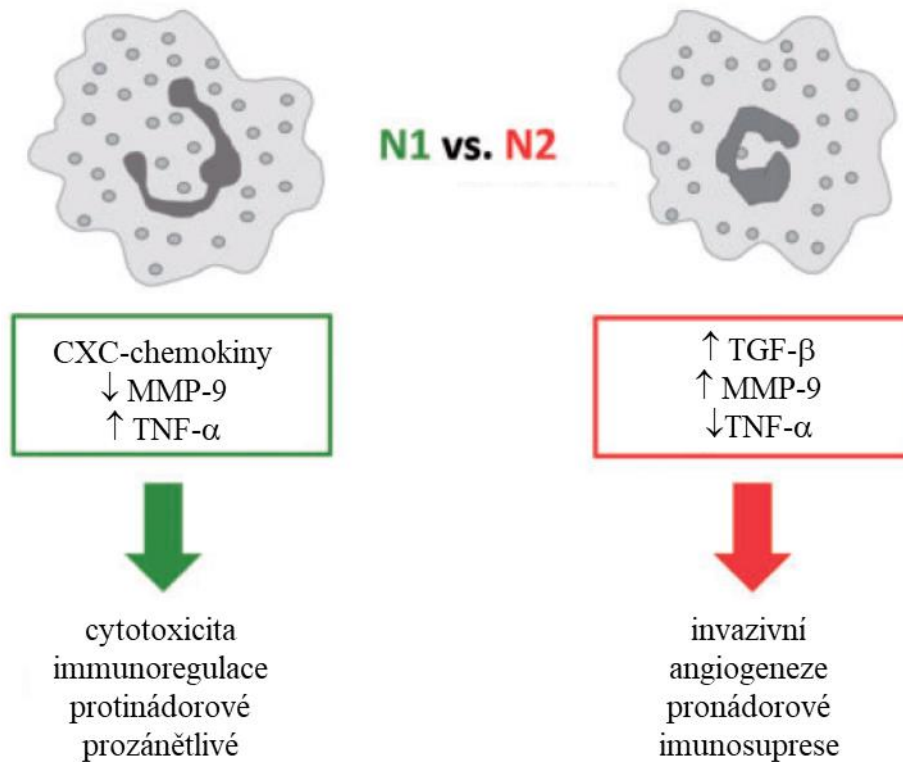 N1 vs. N2
CXC-chemokiny
↓ MMP-9
↑ TNF-α
↑ TGF-β
↑ MMP-9
↓TNF-α
cytotoxicita
immunoregulace
protinádorové
prozánětlivé
invazivní
angiogeneze
pronádorové
imunosuprese